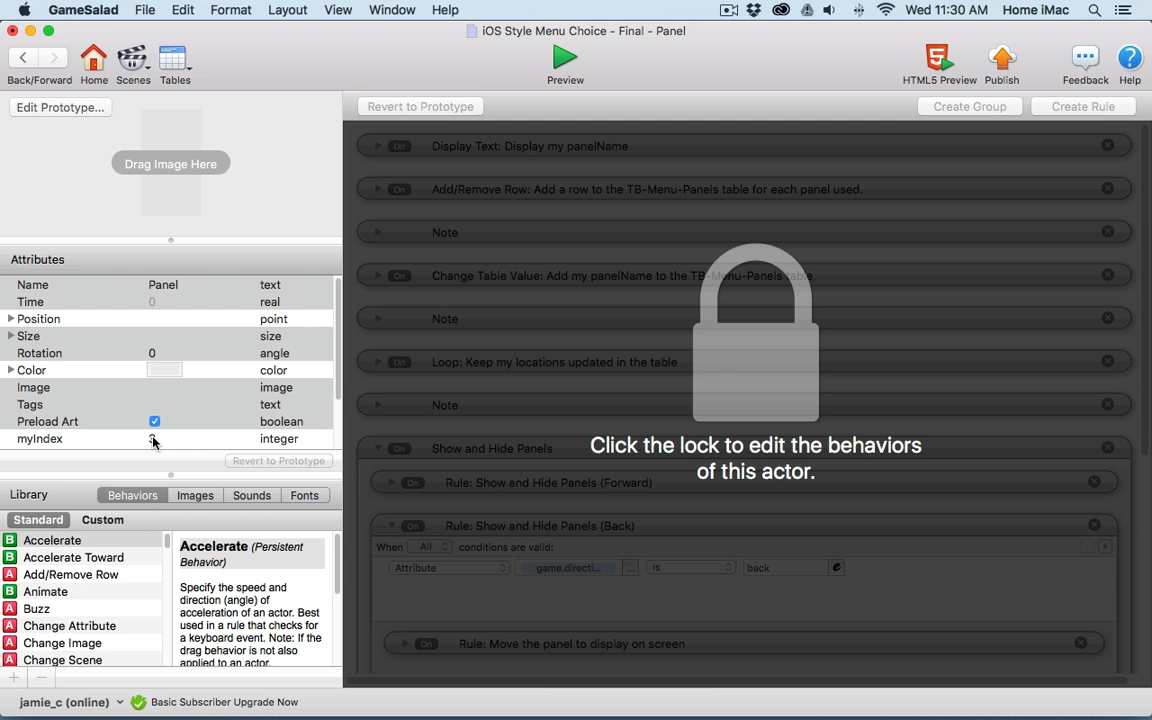 GameSalad File Edit Format Layout View Window Help Wed 11:30 AM Home iMac
iOS Style Menu Choice - Final - Panel
Back/Forward Home Scenes Tables Preview HTML5 Preview Publish Feedback Help
Edit Prototype... Revert to Prototype Create Group Create Rule
Drag Image Here
Attributes
Name Panel text
Time 0 real
Position point
Size size
Rotation 0 angle
Color color
Image image
Tags text
Preload Art boolean
myIndex integer
Revert to Prototype
Library Behaviors Images Sounds Fonts
Standard Custom
B Accelerate
B Accelerate Toward
A Add/Remove Row
B Animate
A Buzz
A Change Attribute
A Change Image
A Change Scene
Accelerate (Persistent
Behavior)
Specify the speed and
direction (angle) of
acceleration of an actor. Best
used in a rule that checks for
a keyboard event. Note: If the
drag behavior is not also
applied to an actor,
On Display Text: Display my panelName
On Add/Remove Row: Add a row to the TB-Menu-Panels table for each panel used.
Note
On Change Table Value: Add my panelName to the TB-Menu-Panels table
Note
On Loop: Keep my locations updated in the table
Note
On Show and Hide Panels
Click the lock to edit the behaviors
of this actor.
On Rule: Show and Hide Panels (Forward)
On Rule: Show and Hide Panels (Back)
When All conditions are valid:
Attribute game.directi... ... is back e
On Rule: Move the panel to display on screen
jamie_c (online) Basic Subscriber Upgrade Now